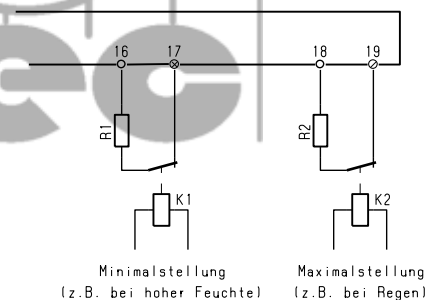 16 17 18 19
R1 R2
K1 K2
Minimalstellung Maximalstellung
(z.B. bei hoher Feuchte) (z.B. bei Regen)